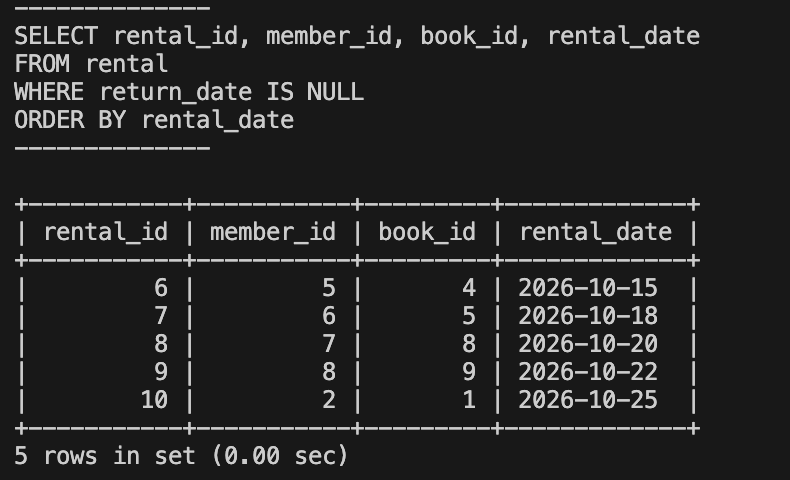 --------------
SELECT rental_id, member_id, book_id, rental_date
FROM rental
WHERE return_date IS NULL
ORDER BY rental_date
--------------

+-----------+-----------+---------+-------------+
| rental_id | member_id | book_id | rental_date |
+-----------+-----------+---------+-------------+
|         6 |         5 |       4 | 2026-10-15  |
|         7 |         6 |       5 | 2026-10-18  |
|         8 |         7 |       8 | 2026-10-20  |
|         9 |         8 |       9 | 2026-10-22  |
|        10 |         2 |       1 | 2026-10-25  |
+-----------+-----------+---------+-------------+
5 rows in set (0.00 sec)